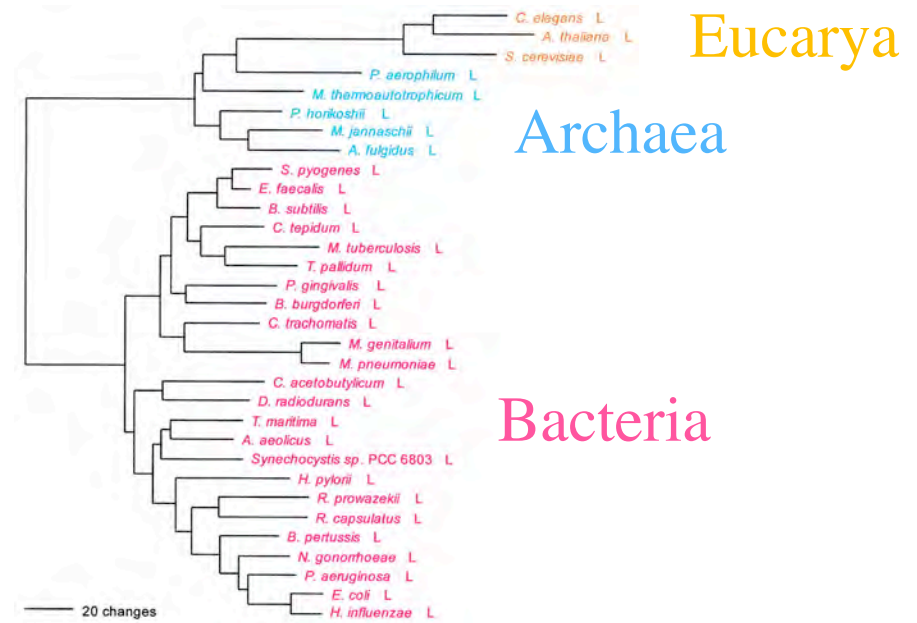 C. elegans L
A. thaliana L
S. cerevisiae L
Eucarya
P. aerophilum L
M. thermoautotrophicum L
P. horikoshii L
M. jannaschii L
Archaea
A. fulgidus L
S. pyogenes L
E. faecalis L
B. subtilis L
C. tepidum L
M. tuberculosis L
T. pallidum L
P. gingivalis L
B. burgdorferi L
C. trachomatis L
M. genitalium L
M. pneumoniae L
C. acetobutylicum L
D. radiodurans L
Bacteria
T. maritima L
A. aeolicus L
Synechocystis sp. PCC 6803 L
H. pylorii L
R. prowazekii L
R. capsulatus L
B. pertussis L
N. gonorrhoeae L
P. aeruginosa L
E. coli L
H. influenzae L
20 changes